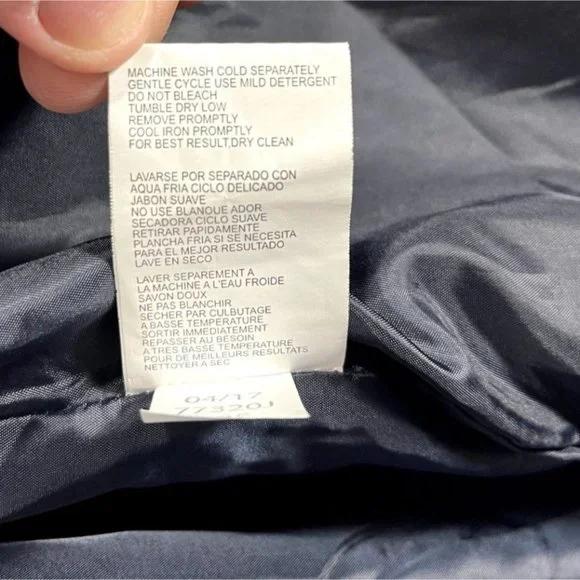 MACHINE WASH COLD SEPARATELY
GENTLE CYCLE USE MILD DETERGENT
DO NOT BLEACH
TUMBLE DRY LOW
REMOVE PROMPTLY
COOL IRON PROMPTLY
FOR BEST RESULT,DRY CLEAN
LAVARSE POR SEPARADO CON
AQUA FRIA CICLO DELICADO
JABON SUAVE
NO USE BLANQUE ADOR
SECADORA CICLO SUAVE
RETIRAR PAPIDAMENTE
PLANCHA FRIA SI SE NECESITA
PARA EL MEJOR RESULTADO
LAVE EN SECO
LAVER SEPAREMENT A
LA MACHINE A L'EAU FROIDE
SAVON DOUX
NE PAS BLANCHIR
SECHER PAR CULBUTAGE
A BASSE TEMPERATURE
SORTIR IMMEDIATEMENT
REPASSER AU BESOIN
A TRES BASSE TEMPERATURE
POUR DE MEILLEURS RESULTATS
NETTOYER A SEC
04/17
77320J